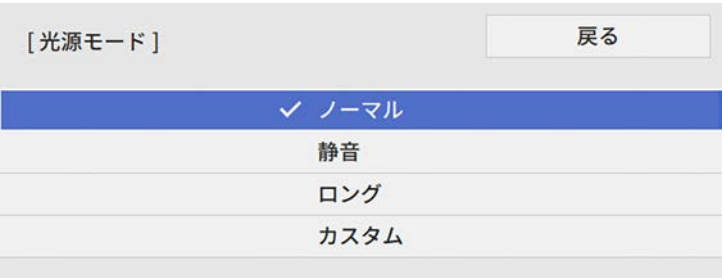 [光源モード]
戻る
✓ ノーマル
静音
ロング
カスタム